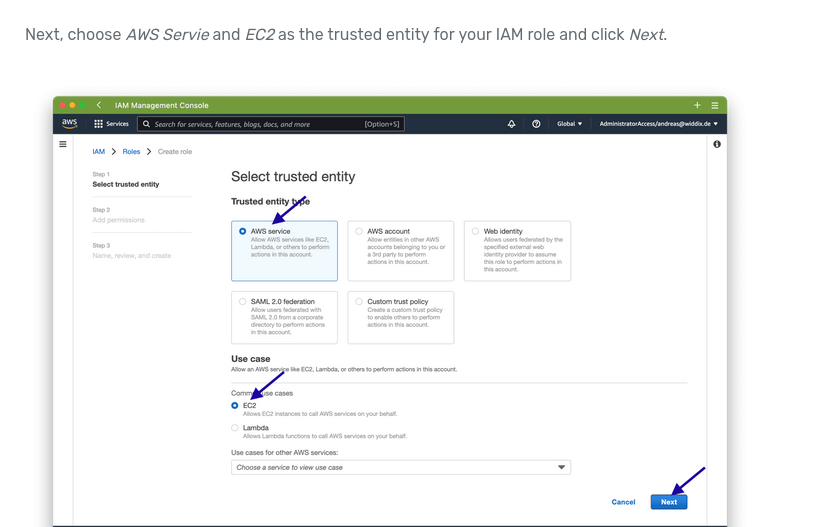 Next, choose AWS Servie and EC2 as the trusted entity for your IAM role and click Next.
IAM Management Console
aws
Services
Search for services, features, blogs, docs, and more
[Option+S]
Global
AdministratorAccess/andreas@widdix.de
IAM
Roles
Create role
Step 1
Select trusted entity
Step 2
Add permissions
Step 3
Name, review, and create
Select trusted entity
Trusted entity type
AWS service
Allow AWS services like EC2,
Lambda, or others to perform
actions in this account.
AWS account
Allow entities in other AWS
accounts belonging to you or
a 3rd party to perform
actions in this account.
Web identity
Allows users federated by the
specified external web
identity provider to assume
this role to perform actions in
this account.
SAML 2.0 federation
Allow users federated with
SAML 2.0 from a corporate
directory to perform actions
in this account.
Custom trust policy
Create a custom trust policy
to enable others to perform
actions in this account.
Use case
Allow an AWS service like EC2, Lambda, or others to perform actions in this account.
Common use cases
EC2
Allows EC2 instances to call AWS services on your behalf.
Lambda
Allows Lambda functions to call AWS services on your behalf.
Use cases for other AWS services:
Choose a service to view use case
Cancel
Next